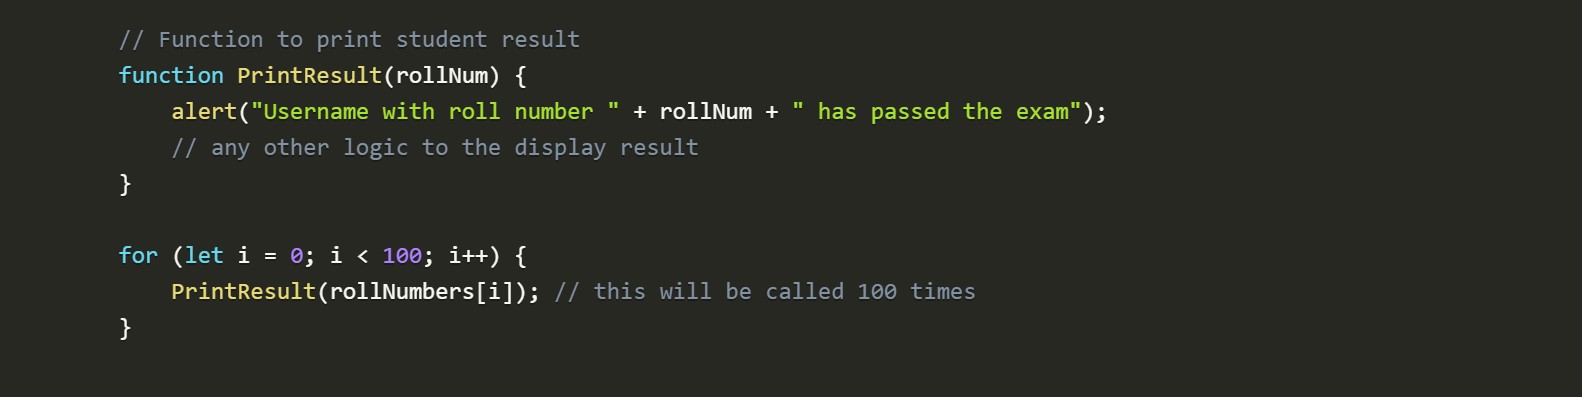 // Function to print student result
function PrintResult(rollNum) {
    alert("Username with roll number " + rollNum + " has passed the exam");
    // any other logic to the display result
}
for (let i = 0; i < 100; i++) {
    PrintResult(rollNumbers[i]); // this will be called 100 times
}